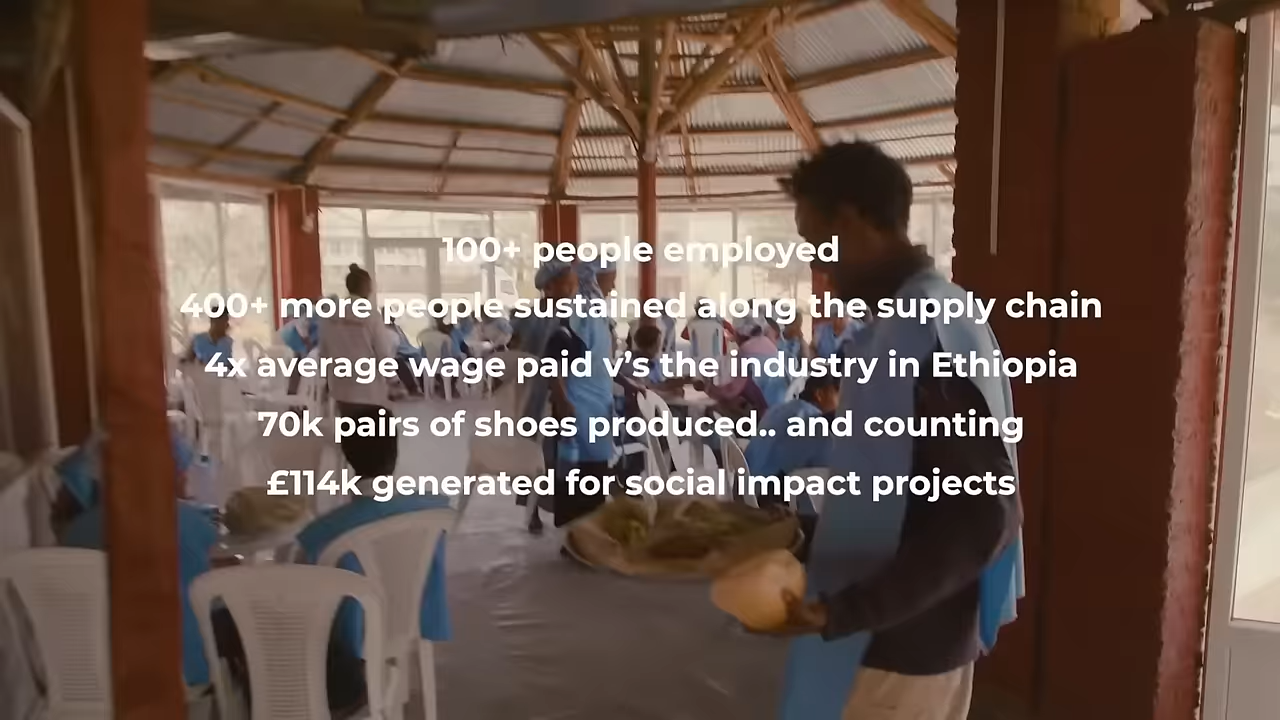 100+ people employed
400+ more people sustained along the supply chain
4x average wage paid v’s the industry in Ethiopia
70k pairs of shoes produced.. and counting
£114k generated for social impact projects